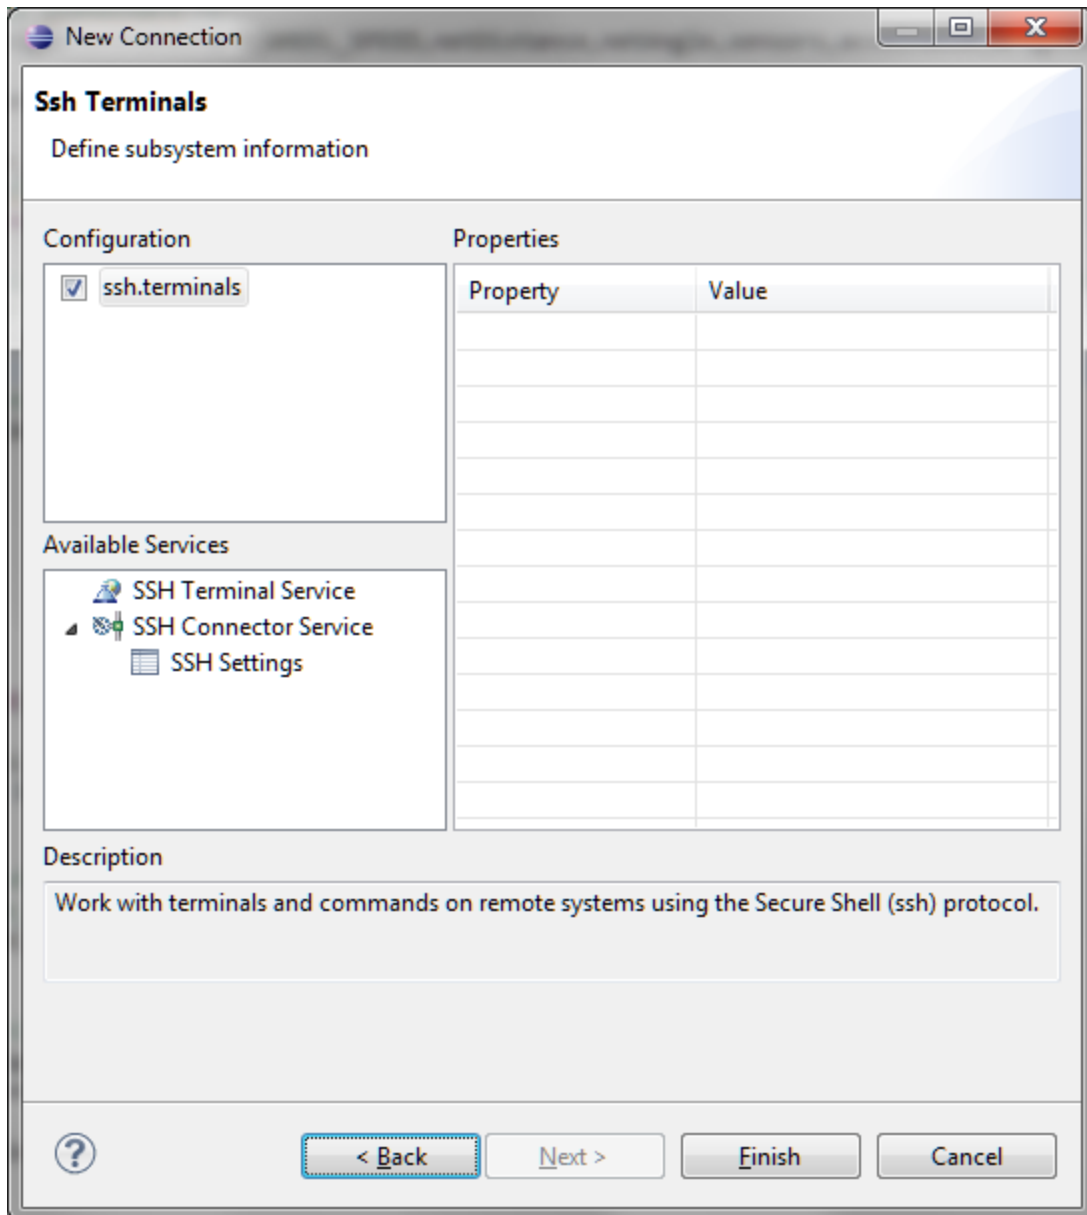 New Connection
Ssh Terminals
Define subsystem information
Configuration
Properties
ssh.terminals
Property
Value
Available Services
SSH Terminal Service
SSH Connector Service
SSH Settings
Description
Work with terminals and commands on remote systems using the Secure Shell (ssh) protocol.
< Back
Next >
Finish
Cancel